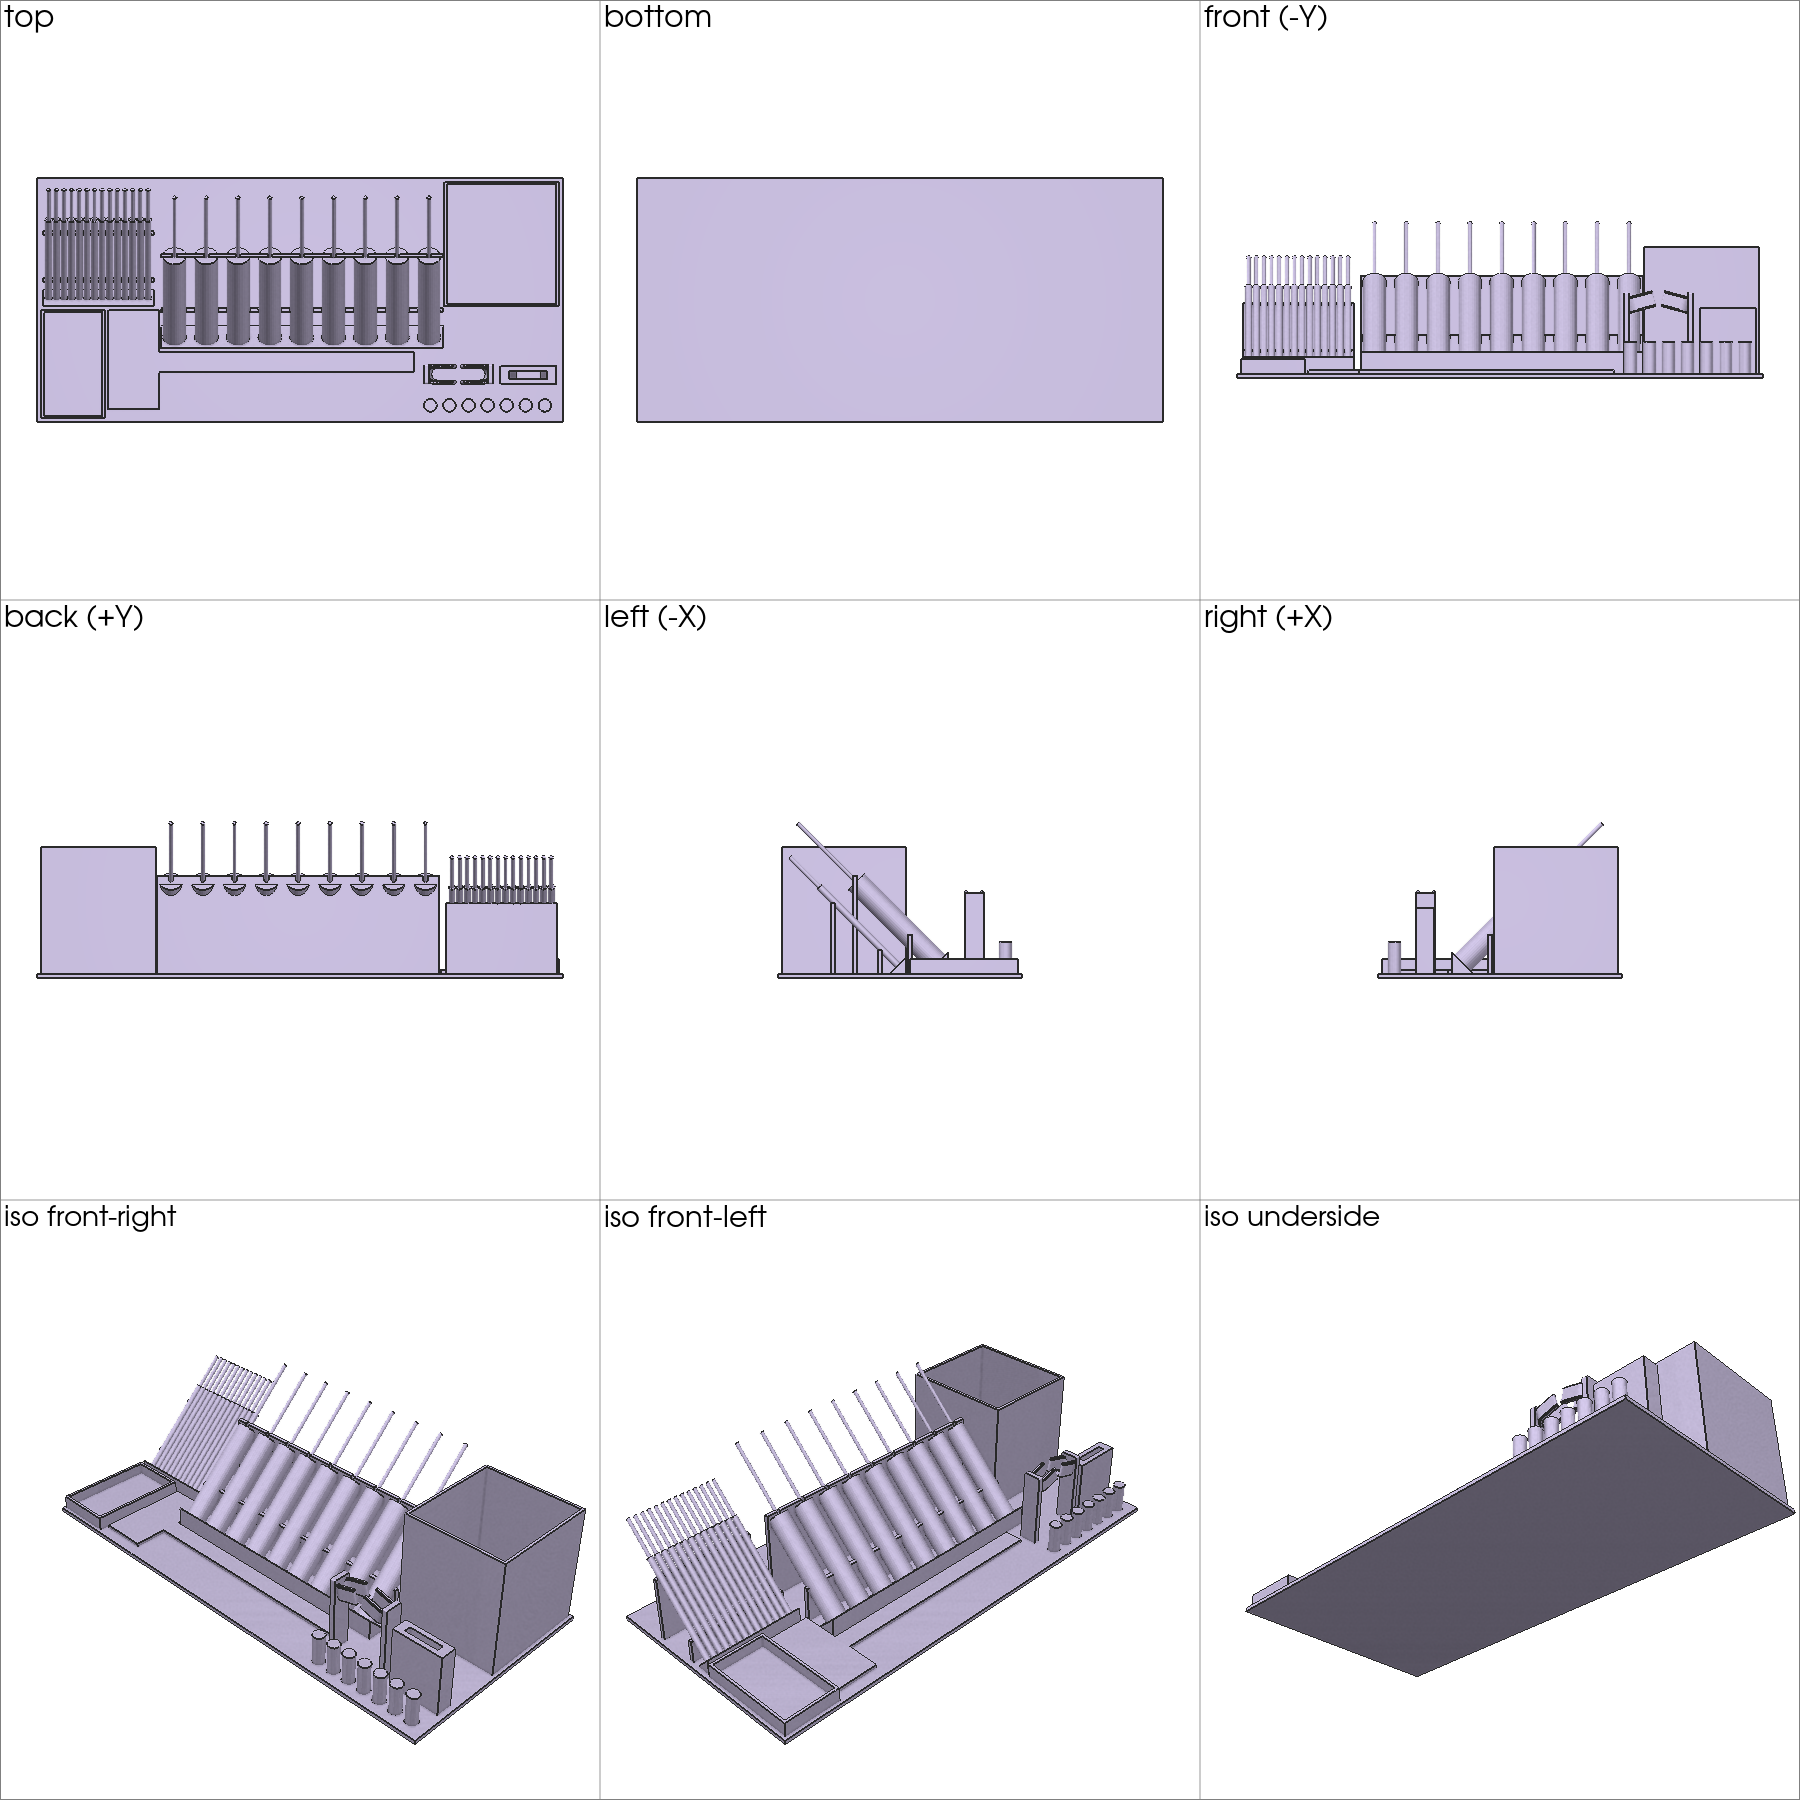 top
bottom
front (-Y)
back (+Y)
left (-X)
right (+X)
iso front-right
iso front-left
iso underside